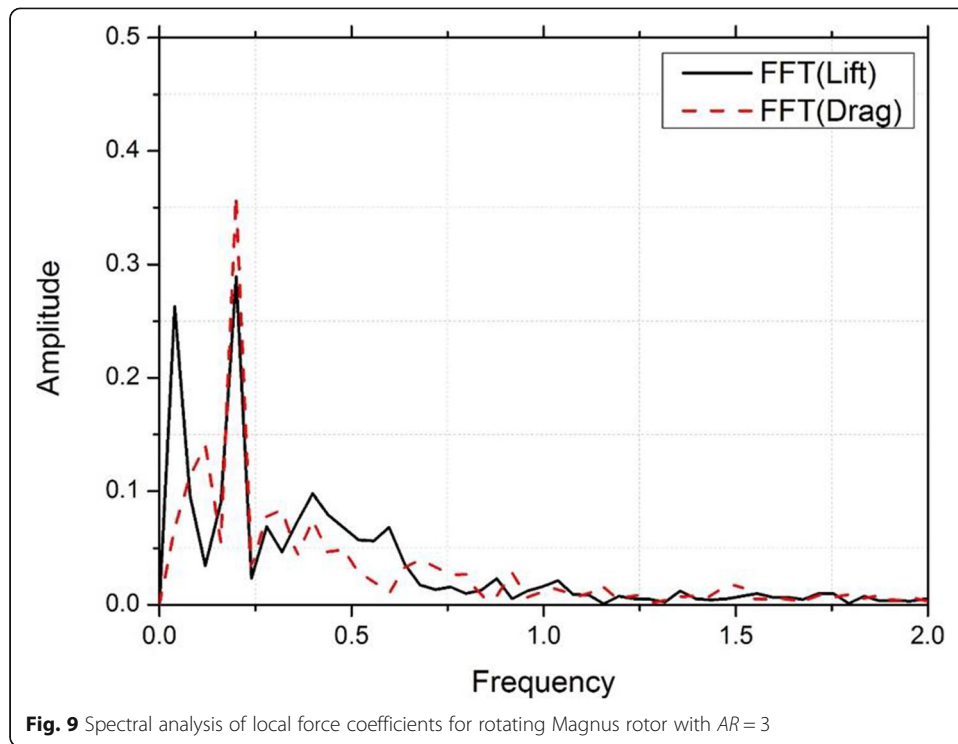 0.5
0.4
0.3
0.2
0.1
0.0
Amplitude
FFT(Lift)
FFT(Drag)
0.0 0.5 1.0 1.5 2.0
Frequency
Fig. 9 Spectral analysis of local force coefficients for rotating Magnus rotor with AR = 3